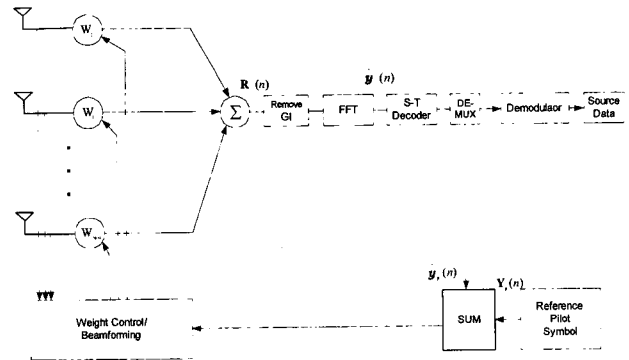 W
R (n)
y (n)
W
Σ
Remove
GI
FFT
S-T
Decoder
DE-
MUX
Demodulaor
Source
Data
W
y, (n)
Y, (n)
Weight Control/
Beamforming
SUM
Reference
Pilot
Symbol